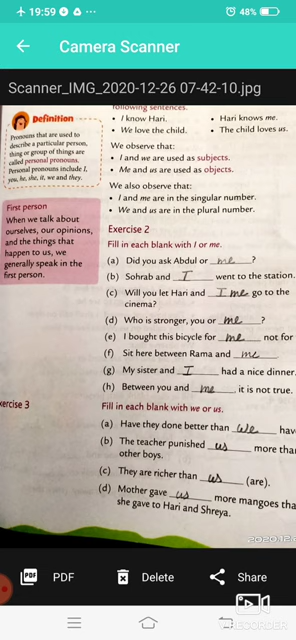 19:59
48%
Camera Scanner
Scanner_IMG_2020-12-26 07-42-10.jpg
following sentences.
Definition
Pronouns that are used to
describe a particular person,
thing or group of things are
called personal pronouns.
Personal pronouns include I,
you, he, she, it, we and they.
• I know Hari. • Hari knows me.
• We love the child. • The child loves us.
We observe that:
• I and we are used as subjects.
• Me and us are used as objects.
We also observe that:
• I and me are in the singular number.
• We and us are in the plural number.
First person
When we talk about
ourselves, our opinions,
and the things that
happen to us, we
generally speak in the
first person.
Exercise 2
Fill in each blank with I or me.
(a) Did you ask Abdul or me ?
(b) Sohrab and I went to the station.
(c) Will you let Hari and I me go to the
cinema?
(d) Who is stronger, you or me ?
(e) I bought this bicycle for me not for
(f) Sit here between Rama and me
(g) My sister and I had a nice dinner.
(h) Between you and me , it is not true.
xercise 3
Fill in each blank with we or us.
(a) Have they done better than we hav
(b) The teacher punished us more tha
other boys.
(c) They are richer than us (are).
(d) Mother gave us more mangoes tha
she gave to Hari and Shreya.
PDF
PDF
Delete
Share
RECORDER